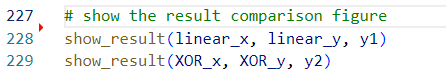 227 # show the result comparison figure
228 show_result(linear_x, linear_y, y1)
229 show_result(XOR_x, XOR_y, y2)